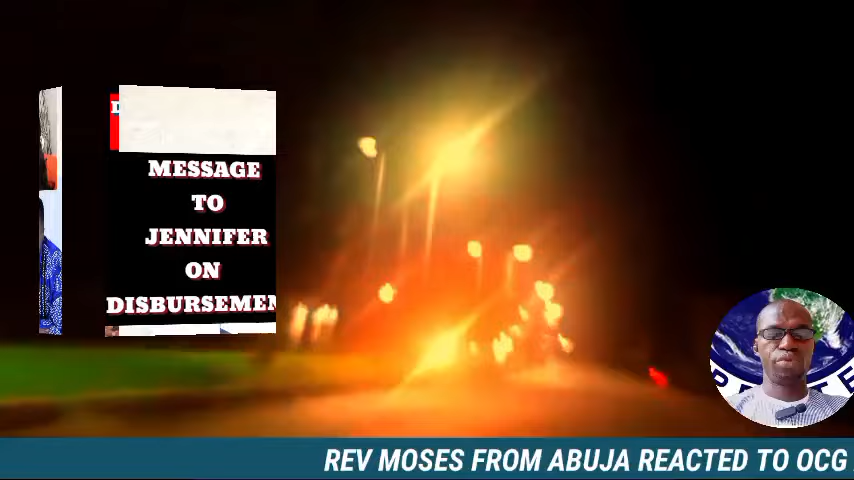 MESSAGE
TO
JENNIFER
ON
DISBURSEMEN
REV MOSES FROM ABUJA REACTED TO OCG